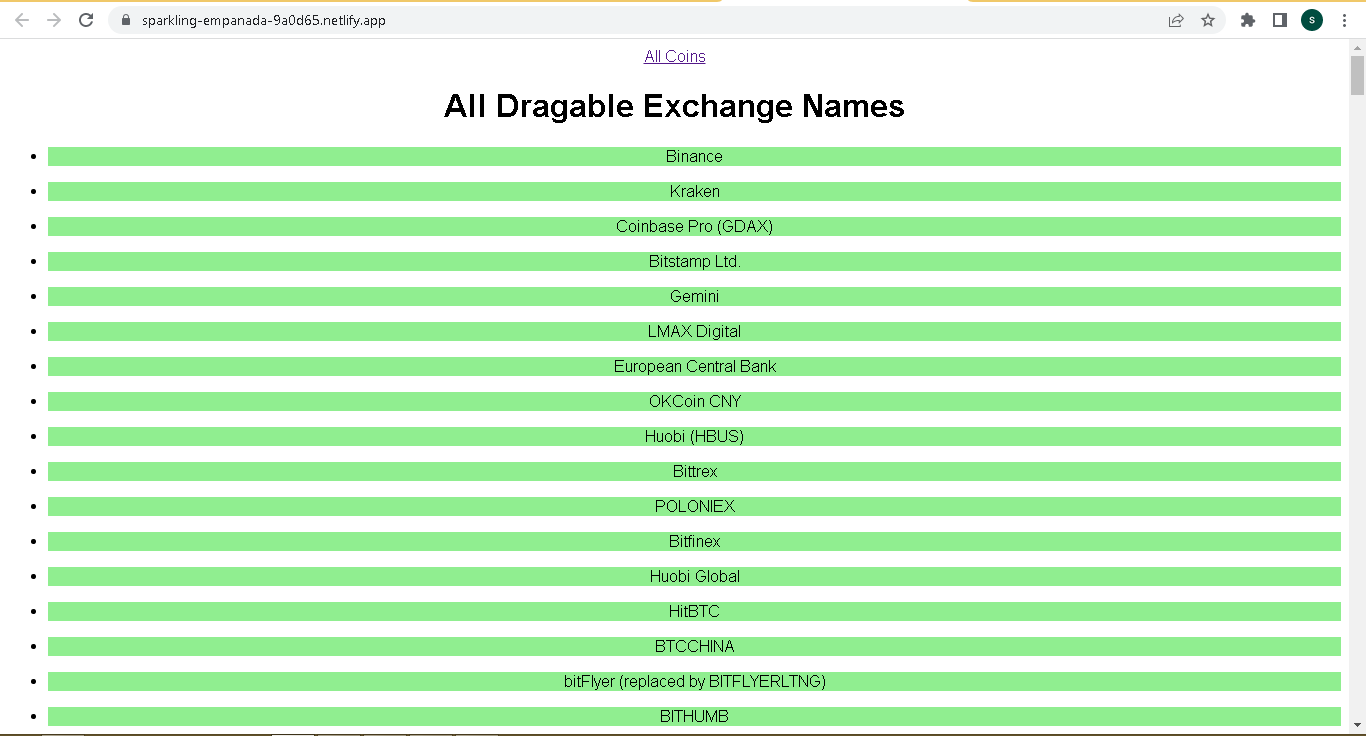 sparkling-empanada-9a0d65.netlify.app
S
All Coins
All Dragable Exchange Names
Binance
Kraken
Coinbase Pro (GDAX)
Bitstamp Ltd.
Gemini
LMAX Digital
European Central Bank
OKCoin CNY
Huobi (HBUS)
Bittrex
POLONIEX
Bitfinex
Huobi Global
HitBTC
BTCCHINA
bitFlyer (replaced by BITFLYERLTNG)
BITHUMB